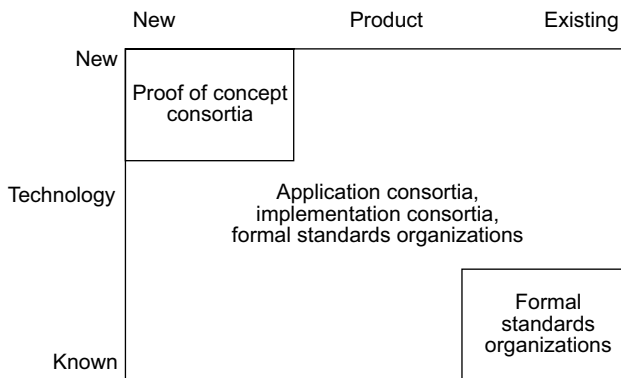 New Product Existing
New
Proof of concept
consortia
Technology
Application consortia,
implementation consortia,
formal standards organizations
Formal
standards
organizations
Known